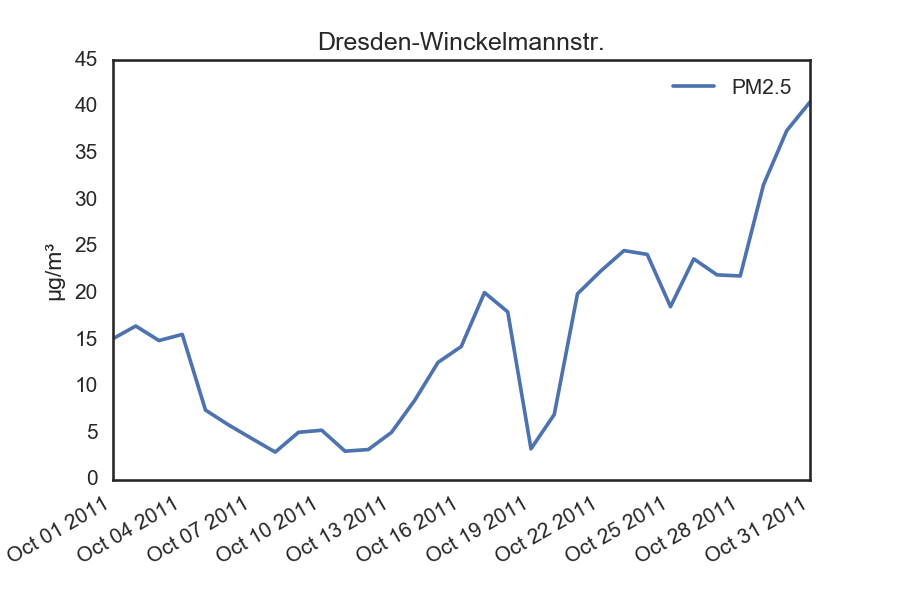 Dresden-Winckelmannstr.
PM2.5
µg/m³
45
40
35
30
25
20
15
10
5
0
Oct 01 2011
Oct 04 2011
Oct 07 2011
Oct 10 2011
Oct 13 2011
Oct 16 2011
Oct 19 2011
Oct 22 2011
Oct 25 2011
Oct 28 2011
Oct 31 2011